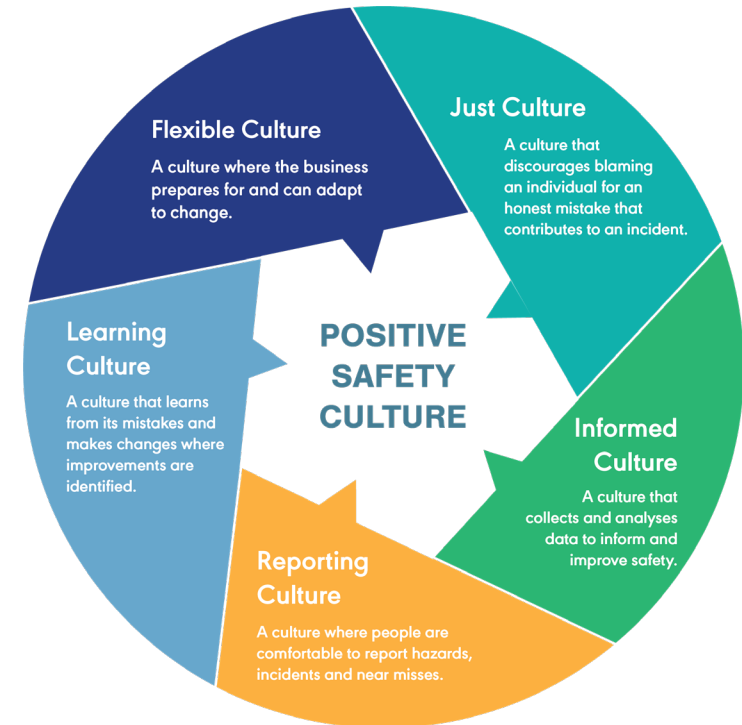 Flexible Culture
A culture where the business
prepares for and can adapt
to change.
Just Culture
A culture that
discourages blaming
an individual for an
honest mistake that
contributes to an incident.
Learning
Culture
A culture that learns
from its mistakes and
makes changes where
improvements are
identified.
POSITIVE
SAFETY
CULTURE
Informed
Culture
A culture that
collects and analyses
data to inform and
improve safety.
Reporting
Culture
A culture where people are
comfortable to report hazards,
incidents and near misses.